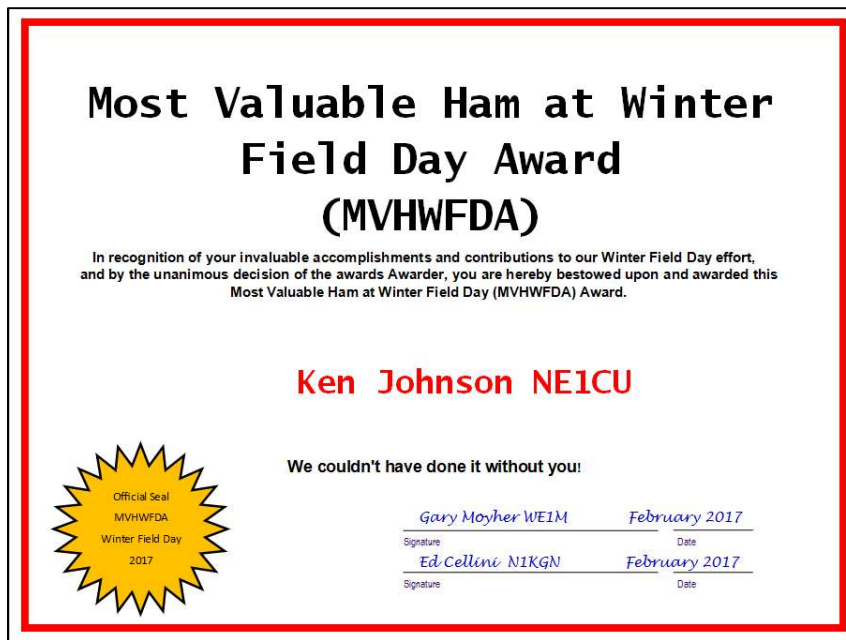 Most Valuable Ham at Winter
Field Day Award
(MVHWFDA)
In recognition of your invaluable accomplishments and contributions to our Winter Field Day effort,
and by the unanimous decision of the awards Awarder, you are hereby bestowed upon and awarded this
Most Valuable Ham at Winter Field Day (MVHWFDA) Award.
Ken Johnson NE1CU
We couldn't have done it without you!
Official Seal
MVHWFDA
Winter Field Day
2017
Gary Moyher WE1M February 2017
Signature Date
Ed Cellini N1KGN February 2017
Signature Date